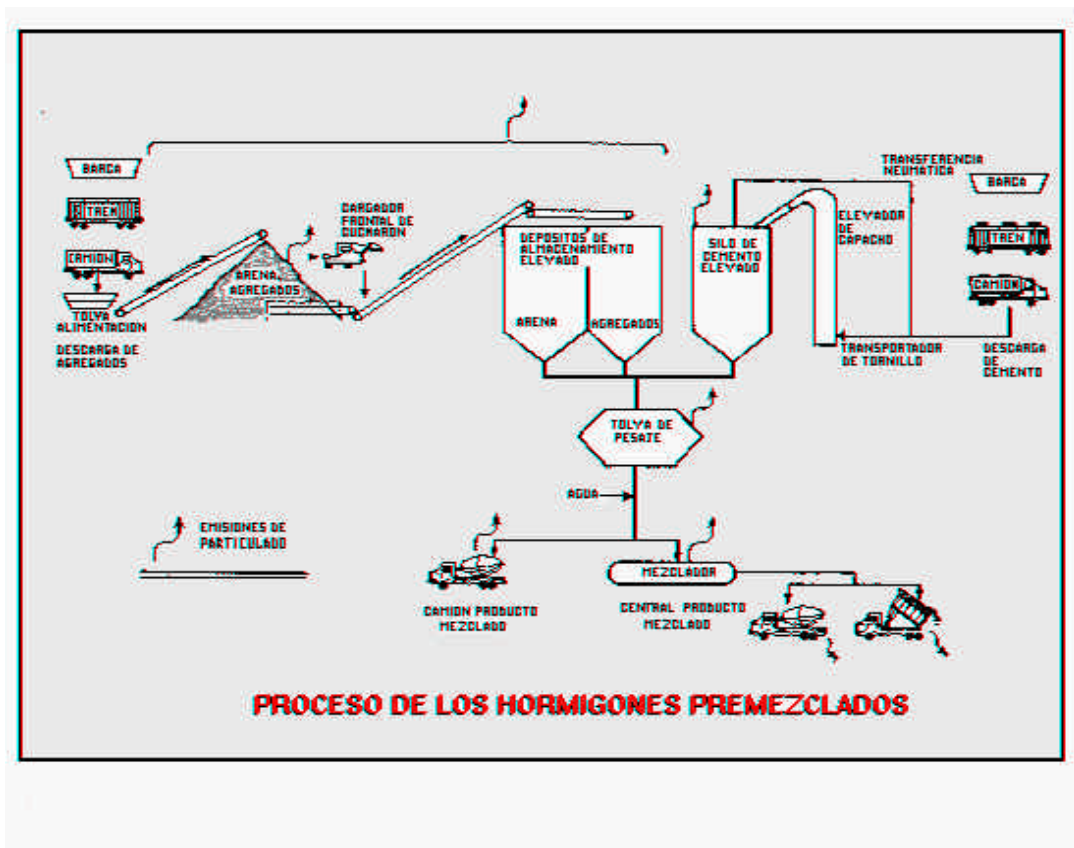 BARCA
TREN
CAMION
TOLVA
ALIMENTACION
DESCARGA DE
AGREGADOS
ARENA
AGREGADOS
CARGADOR
FRONTAL DE
CUCHARON
DEPOSITOS DE
ALMACENAMIENTO
ELEVADO
ARENA
AGREGADOS
SILO DE
CEMENTO
ELEVADO
TRANSFERENCIA
NEUMATICA
ELEVADOR
DE
CAPACHO
BARCA
TREN
CAMION
TRANSPORTADOR
DE TORNILLO
DESCARGA
DE
CEMENTO
TOLVA DE
PESAJE
AGUA
EMISIONES DE
PARTICULADO
CAMION PRODUCTO
MEZCLADO
MEZCLADOR
CENTRAL PRODUCTO
MEZCLADO
PROCESO DE LOS HORMIGONES PREMEZCLADOS